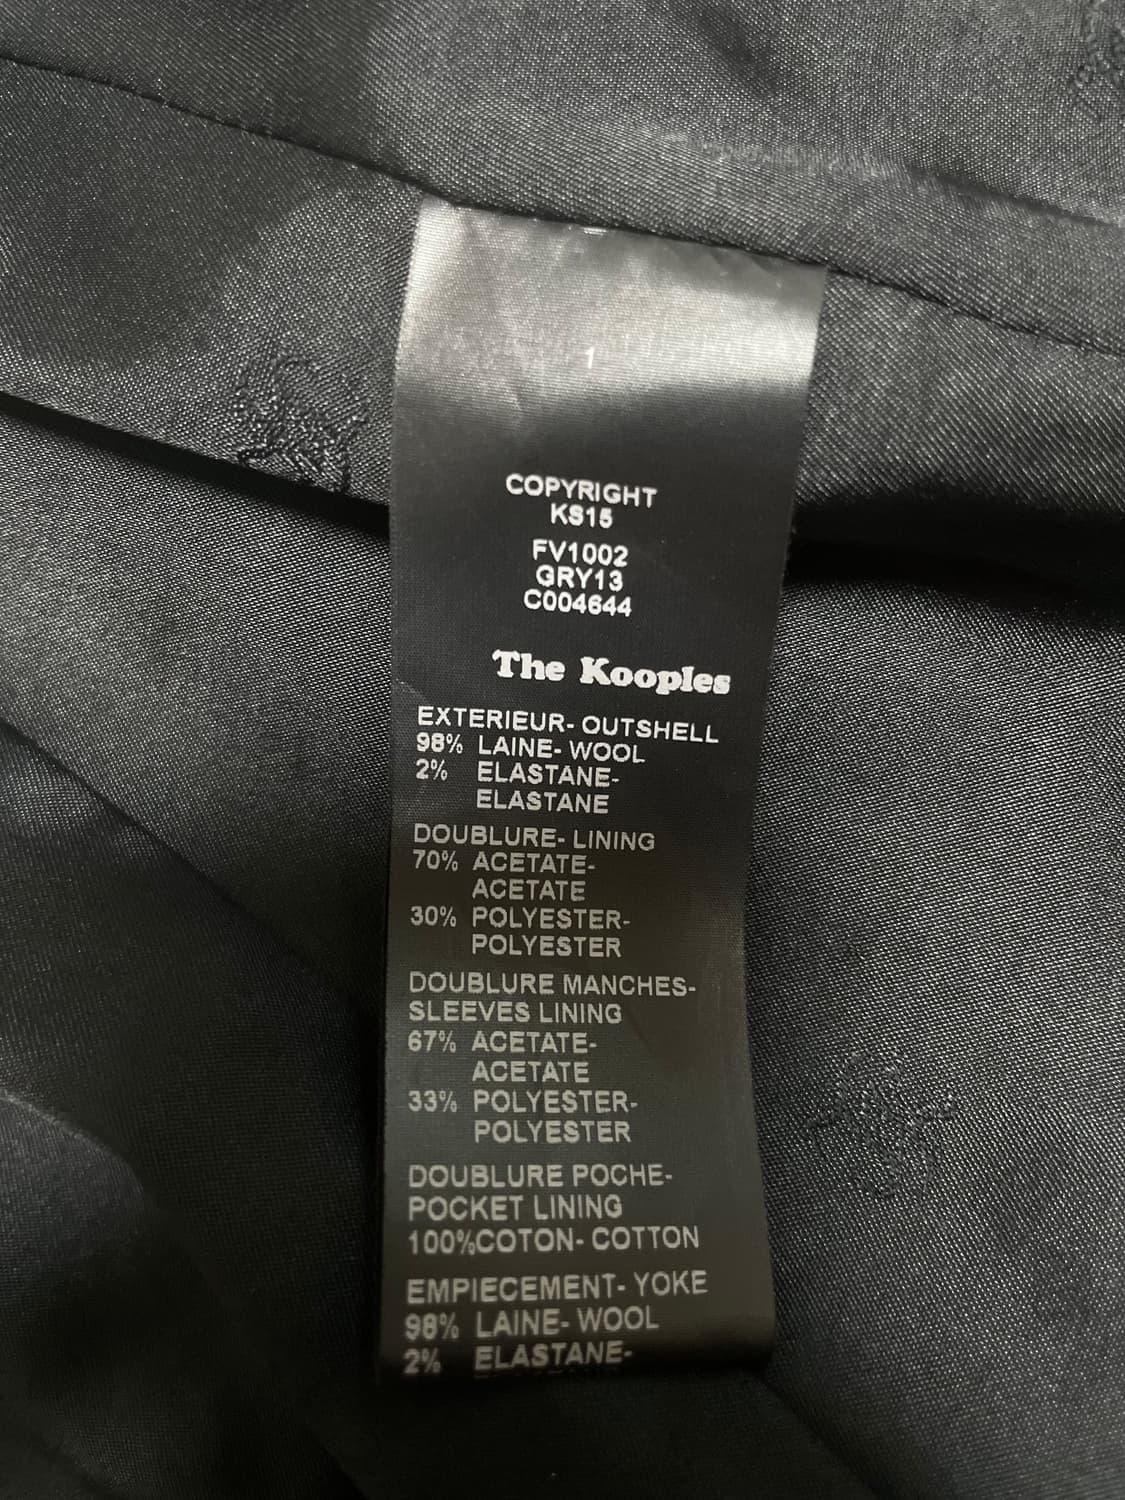 1
COPYRIGHT
KS15
FV1002
GRY13
C004644
The Kooples
EXTERIEUR- OUTSHELL
98% LAINE- WOOL
2% ELASTANE-
ELASTANE
DOUBLURE- LINING
70% ACETATE-
ACETATE
30% POLYESTER-
POLYESTER
DOUBLURE MANCHES-
SLEEVES LINING
67% ACETATE-
ACETATE
33% POLYESTER-
POLYESTER
DOUBLURE POCHE-
POCKET LINING
100%COTON- COTTON
EMPIECEMENT- YOKE
98% LAINE- WOOL
2% ELASTANE-